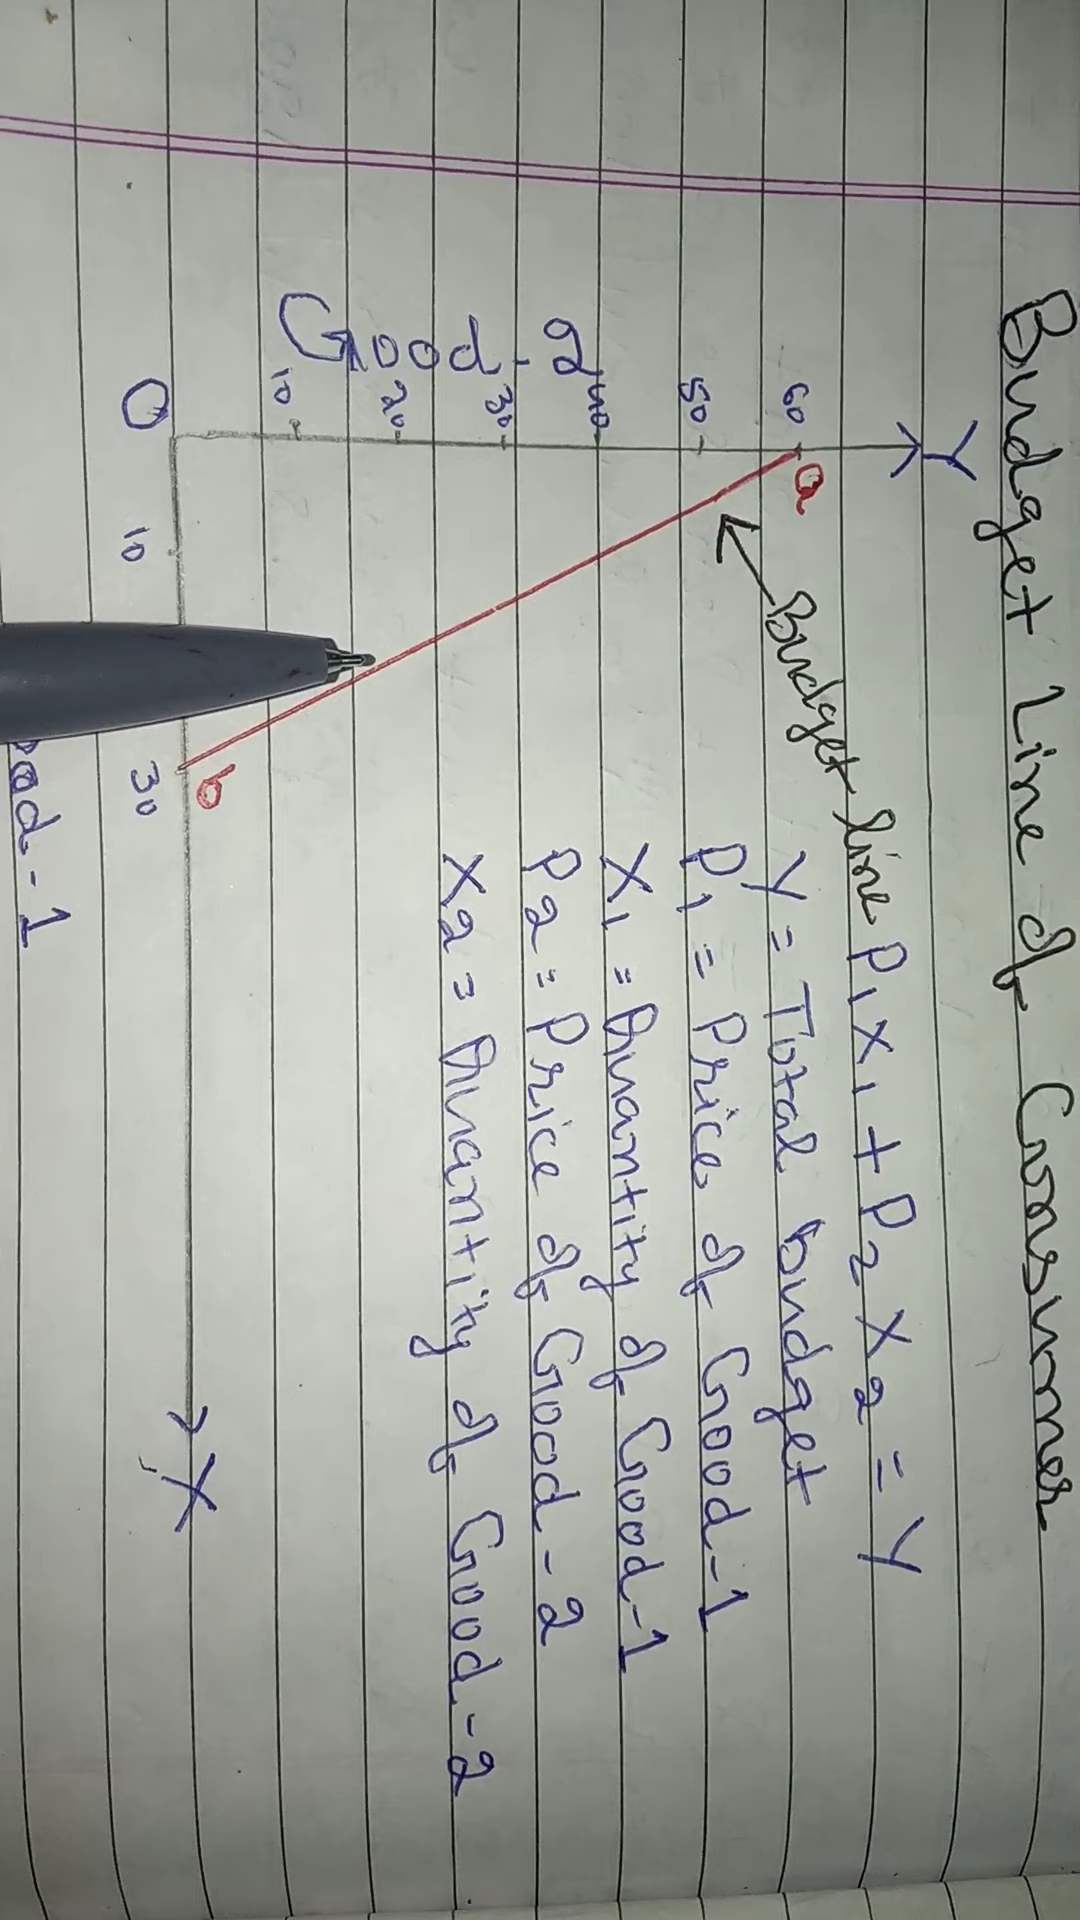 Budget Line of Consumer
Y
Budget line P1X1 + P2X2 = Y
a
60
50
40
30
20
10
Good-2
Y = Total budget
P1 = Price of Good-1
X1 = Quantity of Good-1
P2 = Price of Good-2
X2 = Quantity of Good-2
b
O
10
30
X
ood-1